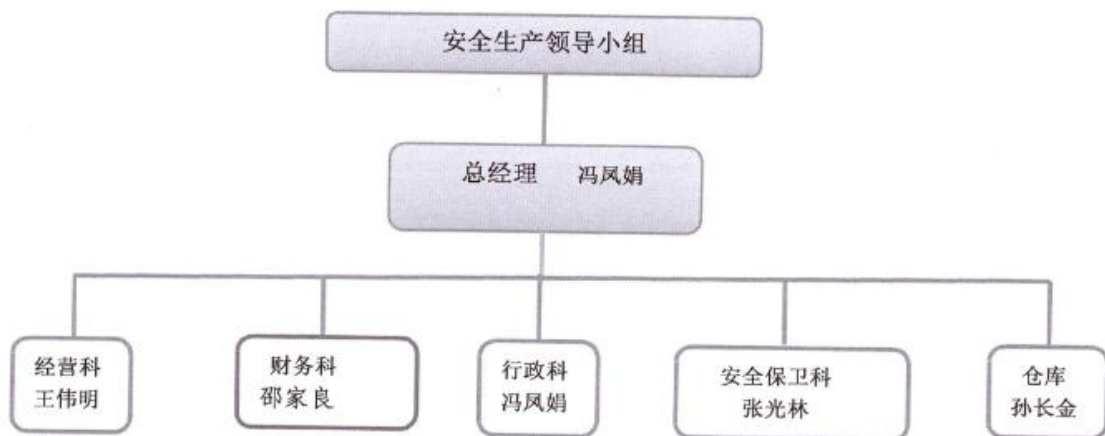 安全生产领导小组
总经理 冯凤娟
经营科
王伟明
财务科
邵家良
行政科
冯凤娟
安全保卫科
张光林
仓库
孙长金